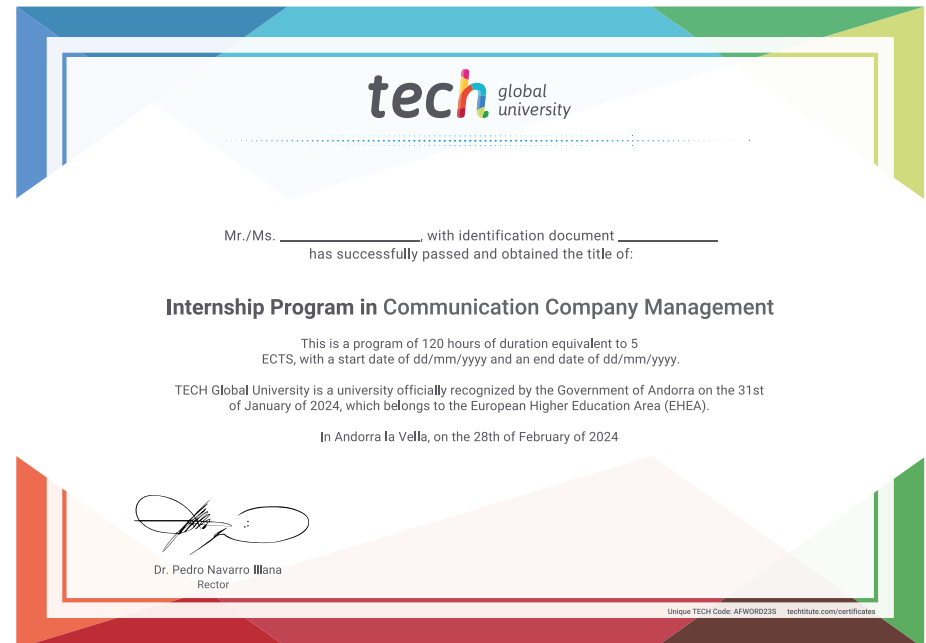 tech global university
Mr./Ms. ____________________, with identification document ______________
has successfully passed and obtained the title of:
Internship Program in Communication Company Management
This is a program of 120 hours of duration equivalent to 5
ECTS, with a start date of dd/mm/yyyy and an end date of dd/mm/yyyy.
TECH Global University is a university officially recognized by the Government of Andorra on the 31st
of January of 2024, which belongs to the European Higher Education Area (EHEA).
In Andorra la Vella, on the 28th of February of 2024
Dr. Pedro Navarro Illana
Rector
Unique TECH Code: AFWORD23S techtitute.com/certificates